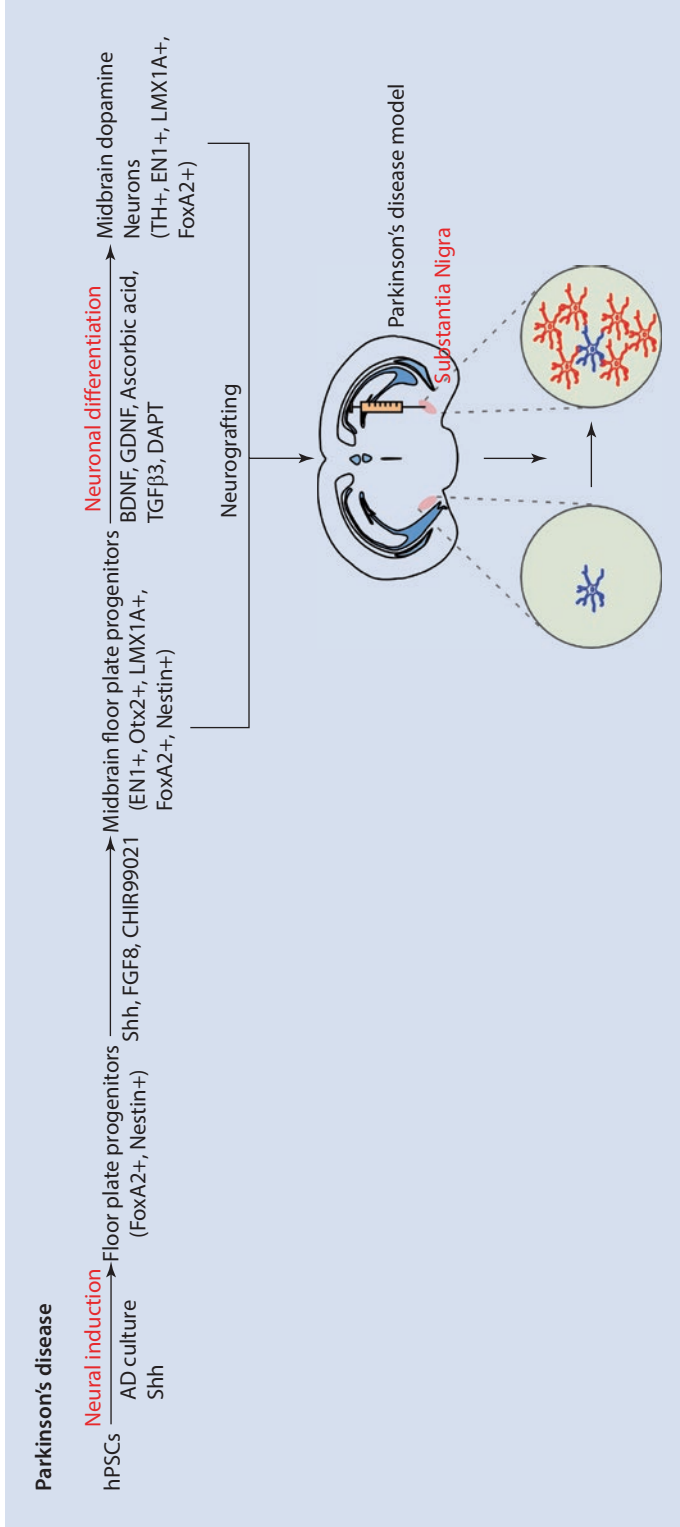 Parkinson's disease
Neural induction
hPSCs
AD culture
Shh
Floor plate progenitors
(FoxA2+, Nestin+)
Shh, FGF8, CHIR99021
Midbrain floor plate progenitors
(EN1+, Otx2+, LMX1A+,
FoxA2+, Nestin+)
Neuronal differentiation
BDNF, GDNF, Ascorbic acid,
TGFβ3, DAPT
Midbrain dopamine
Neurons
(TH+, EN1+, LMX1A+,
FoxA2+)
Neurografting
Parkinson's disease model
Substantia Nigra